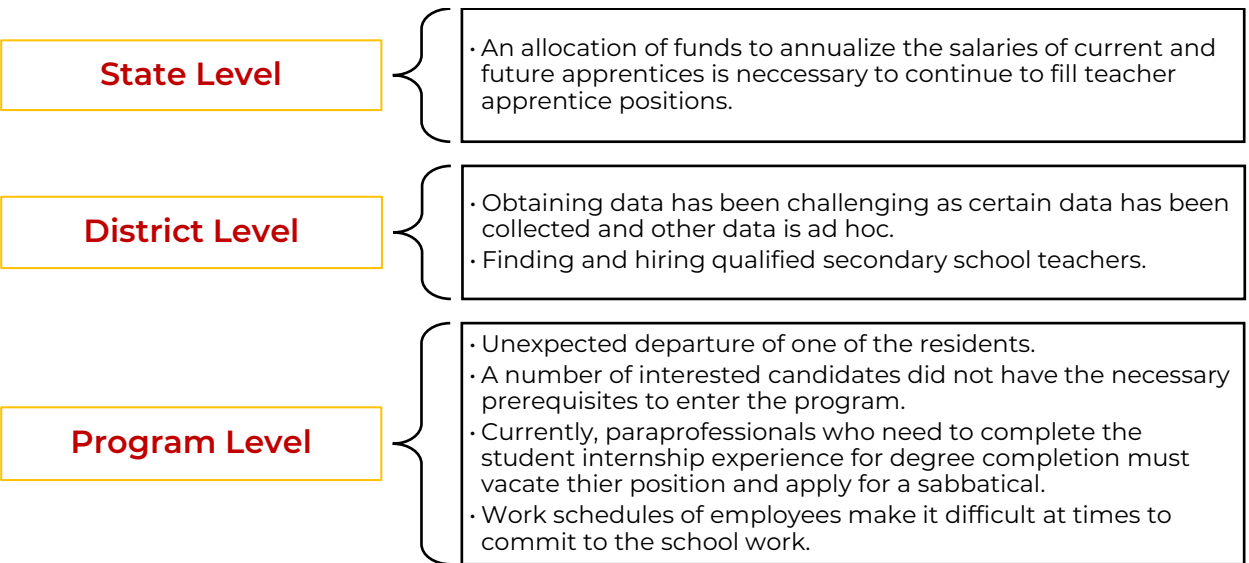 State Level
· An allocation of funds to annualize the salaries of current and
future apprentices is neccessary to continue to fill teacher
apprentice positions.
District Level
· Obtaining data has been challenging as certain data has been
collected and other data is ad hoc.
· Finding and hiring qualified secondary school teachers.
Program Level
· Unexpected departure of one of the residents.
· A number of interested candidates did not have the necessary
prerequisites to enter the program.
· Currently, paraprofessionals who need to complete the
student internship experience for degree completion must
vacate thier position and apply for a sabbatical.
· Work schedules of employees make it difficult at times to
commit to the school work.